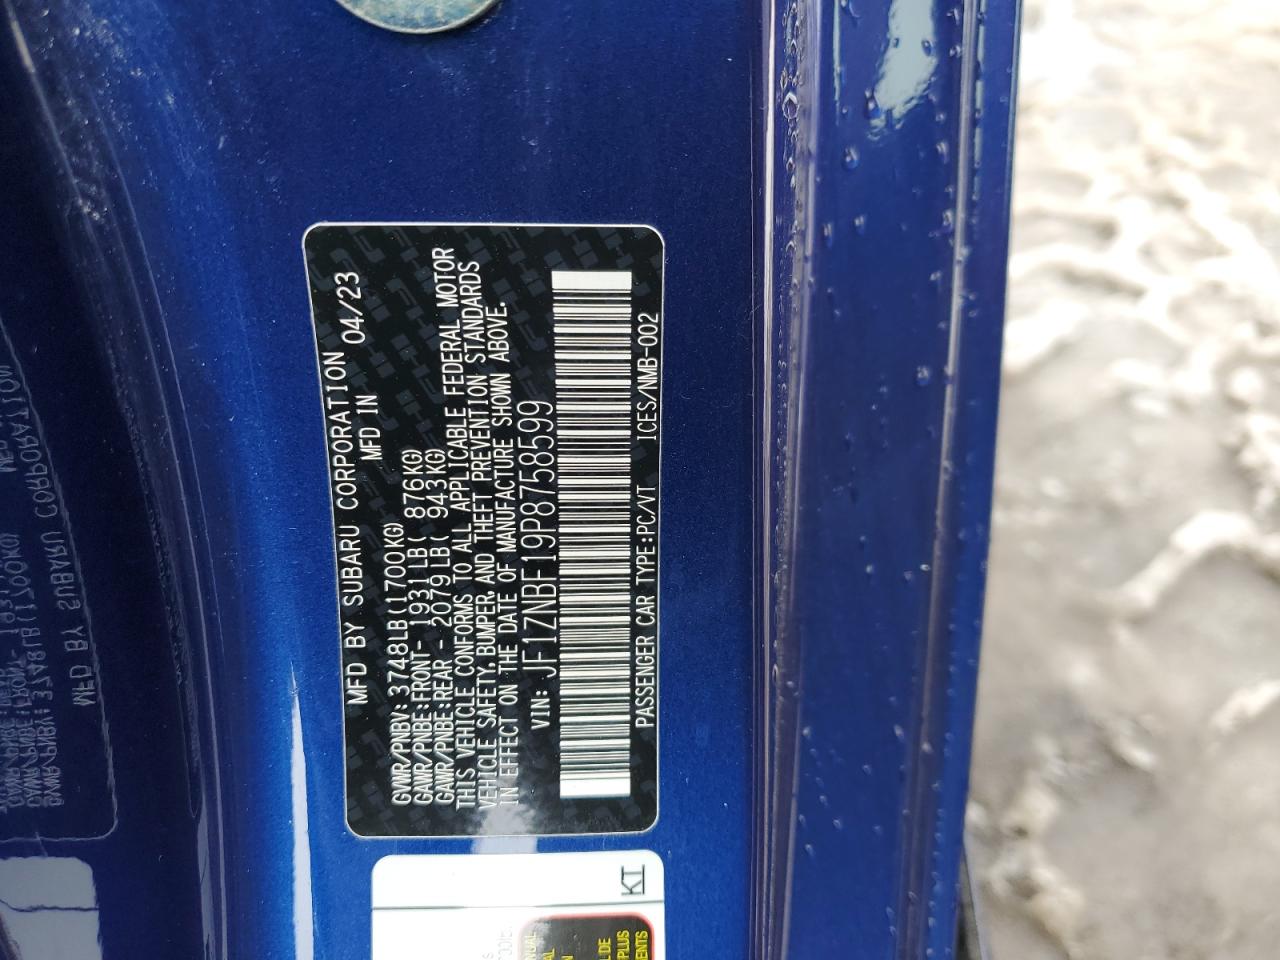 MFD BY SUBARU CORPORATION
MFD IN 04/23
GVWR/PNBV: 3748LB(1700KG)
GAWR/PNBE:FRONT- 1931LB( 876KG)
GAWR/PNBE:REAR - 2079LB( 943KG)
THIS VEHICLE CONFORMS TO ALL APPLICABLE FEDERAL MOTOR
VEHICLE SAFETY, BUMPER, AND THEFT PREVENTION STANDARDS
IN EFFECT ON THE DATE OF MANUFACTURE SHOWN ABOVE.
VIN: JF1ZNBF19P8758599
PASSENGER CAR TYPE:PC/VT ICES/NMB-002
KI